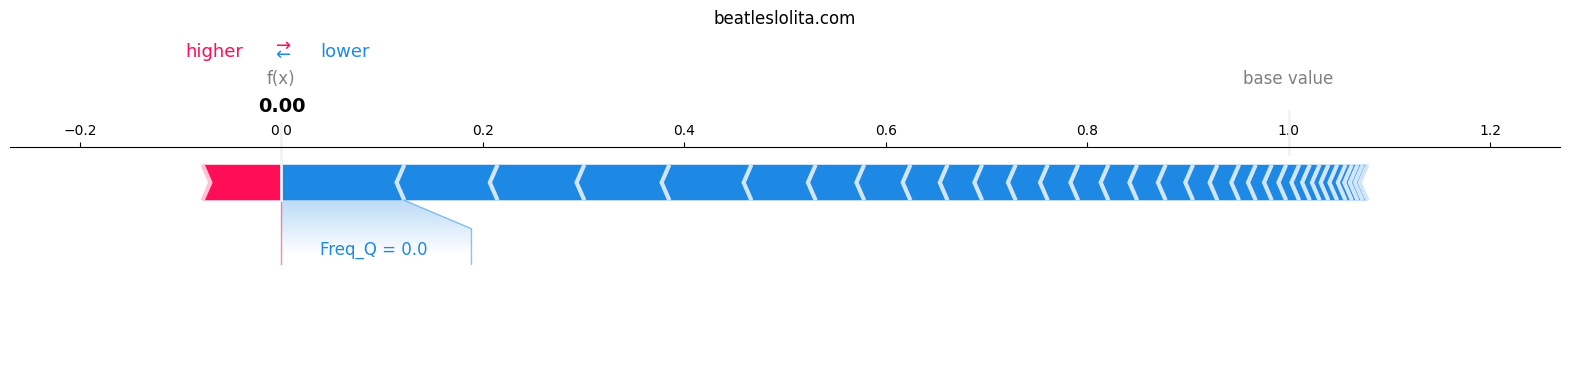 beatleslolita.com
higher ⇄ lower
f(x) base value
0.00
−0.2 0.0 0.2 0.4 0.6 0.8 1.0 1.2
Freq_Q = 0.0